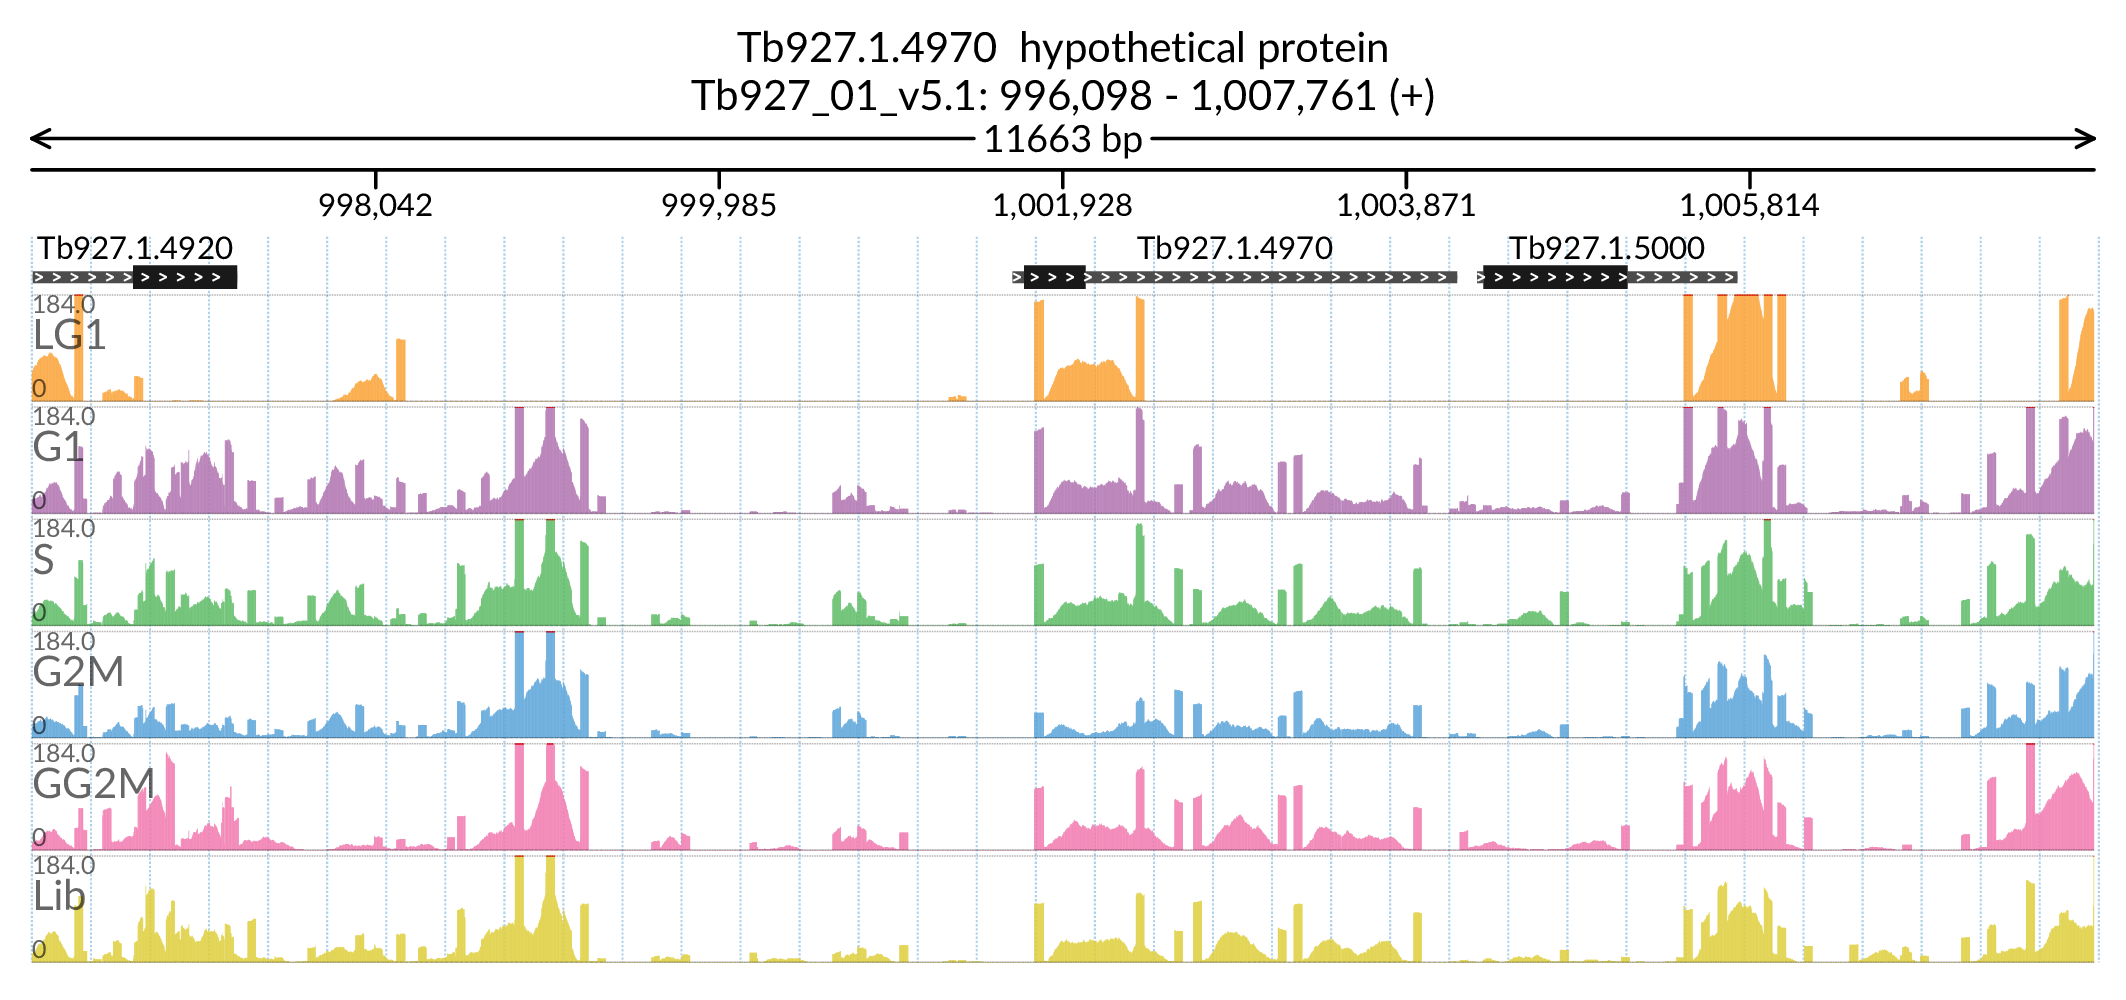 Tb927.1.4970  hypothetical protein
Tb927_01_v5.1: 996,098 - 1,007,761 (+)
11663 bp
998,042 999,985 1,001,928 1,003,871 1,005,814
Tb927.1.4920 Tb927.1.4970 Tb927.1.5000
184.0
LG1
0
184.0
G1
0
184.0
S
0
184.0
G2M
0
184.0
GG2M
0
184.0
Lib
0